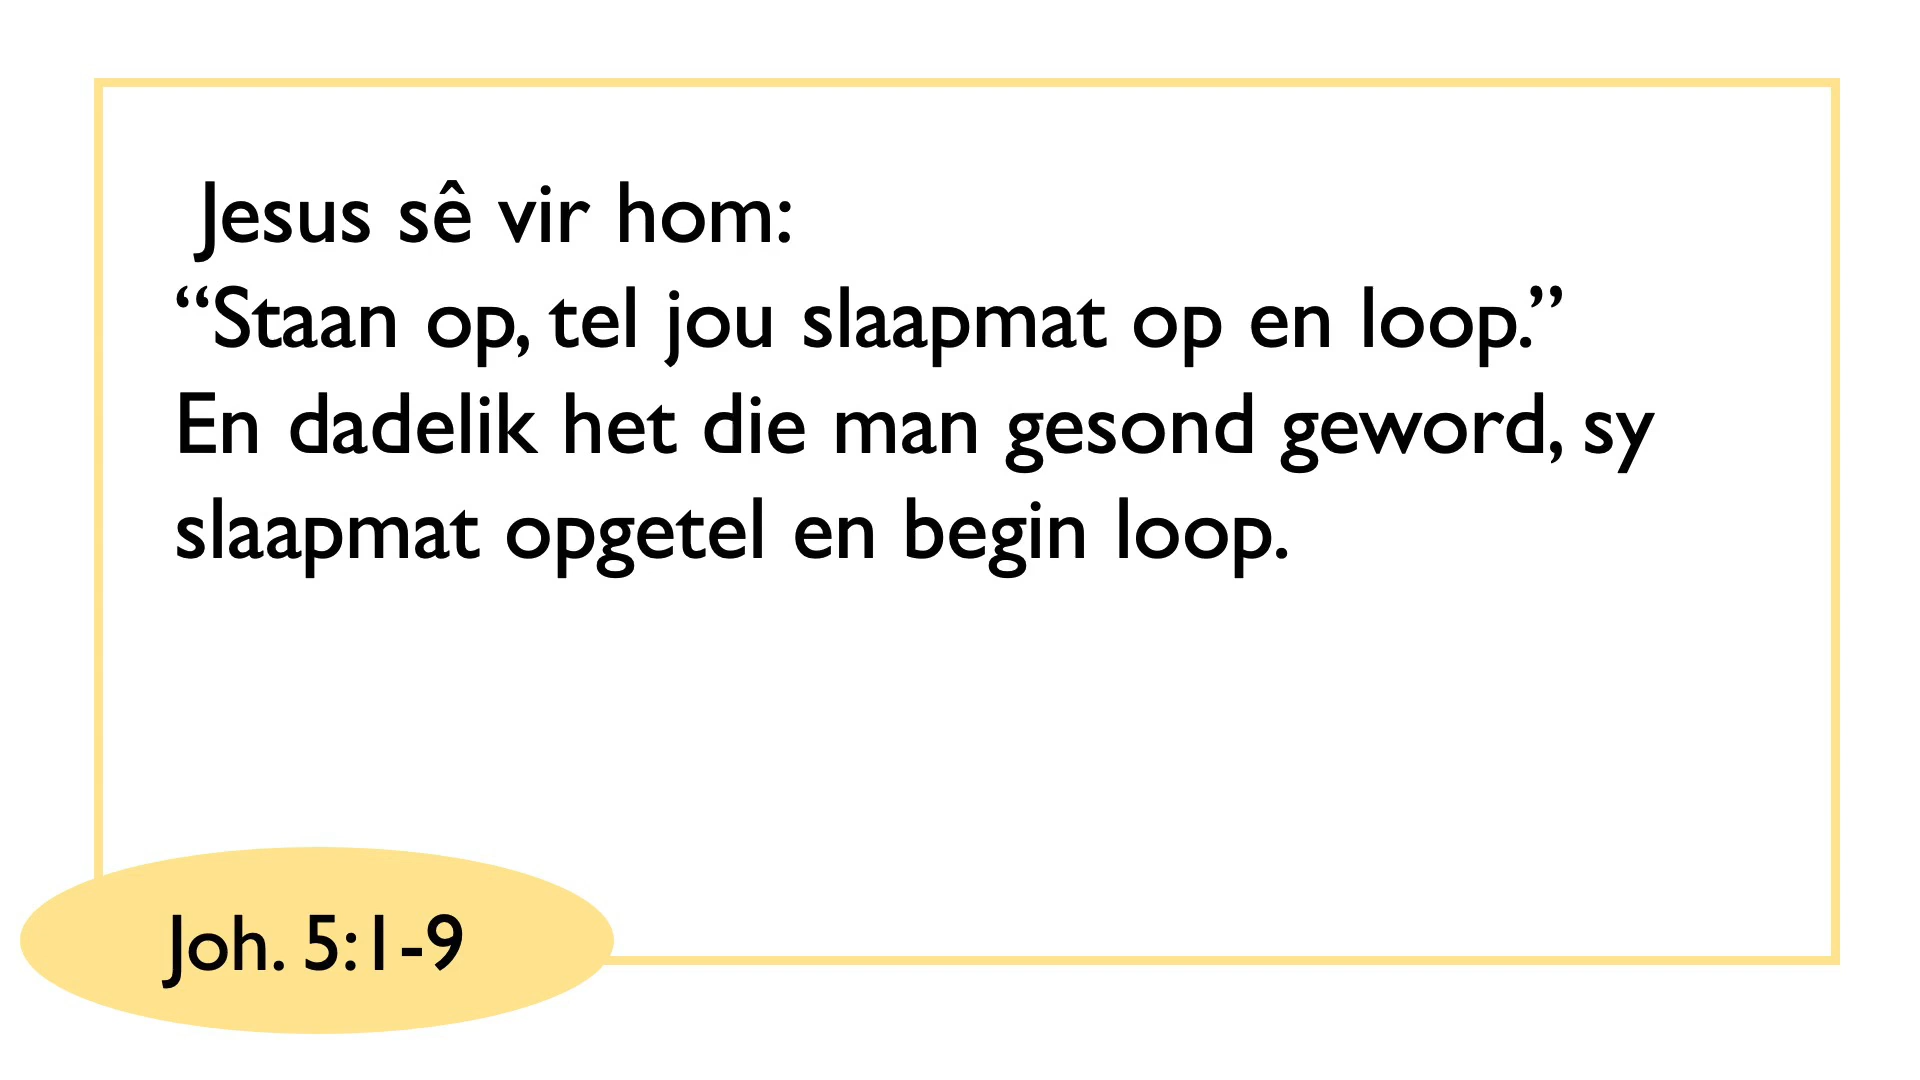 Jesus sê vir hom:
“Staan op, tel jou slaapmat op en loop.”
En dadelik het die man gesond geword, sy
slaapmat opgetel en begin loop.
Joh. 5:1-9